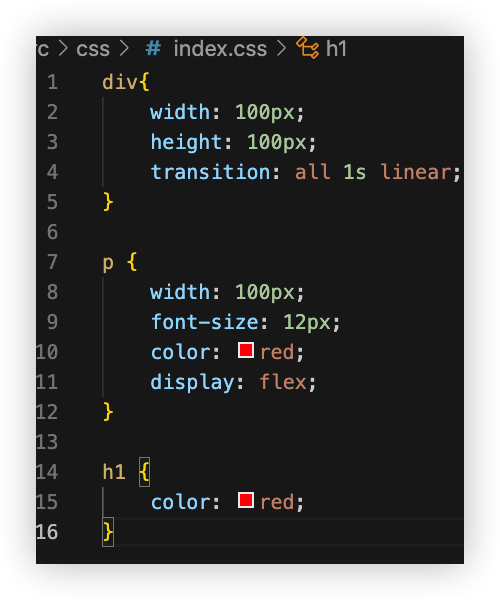 rc > css > # index.css > h1
1 div{
2 width: 100px;
3 height: 100px;
4 transition: all 1s linear;
5 }
6
7 p {
8 width: 100px;
9 font-size: 12px;
10 color: red;
11 display: flex;
12 }
13
14 h1 {
15 color: red;
16 }